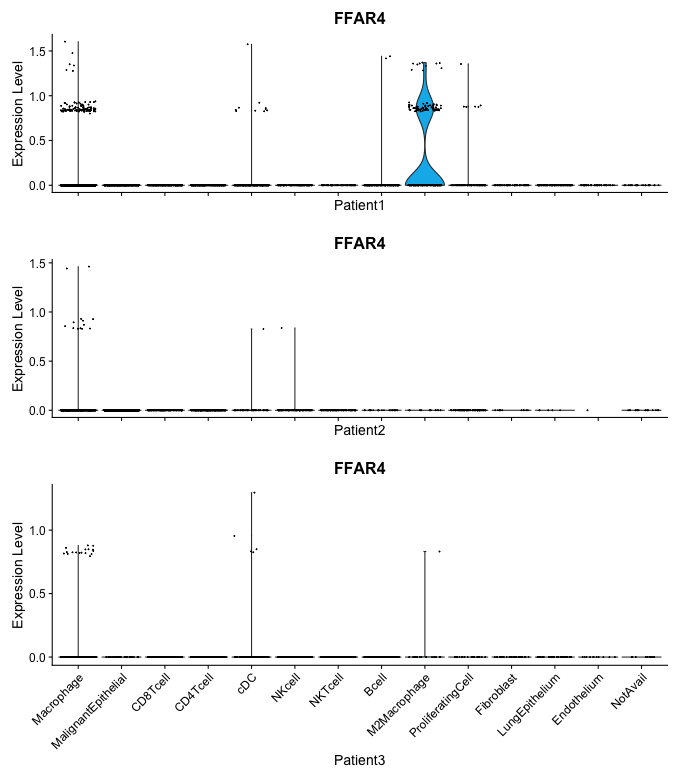 FFAR4
Expression Level
1.5
1.0
0.5
0.0
Patient1
FFAR4
Expression Level
1.5
1.0
0.5
0.0
Patient2
FFAR4
Expression Level
1.0
0.5
0.0
Macrophage
MalignantEpithelial
CD8Tcell
CD4Tcell
cDC
NKcell
NKTcell
Bcell
M2Macrophage
ProliferatingCell
Fibroblast
LungEpithelium
Endothelium
NotAvail
Patient3